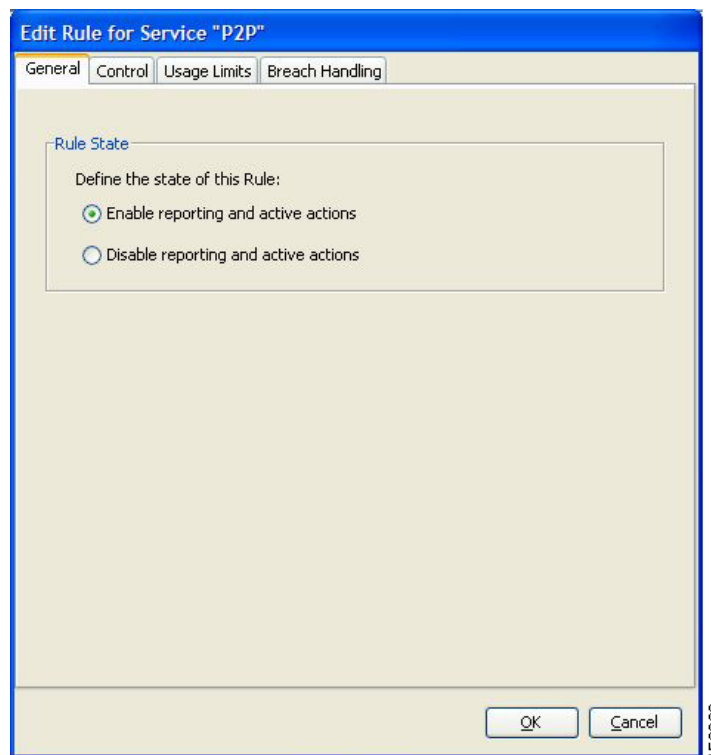 Edit Rule for Service "P2P"
General Control Usage Limits Breach Handling
Rule State
Define the state of this Rule:
Enable reporting and active actions
Disable reporting and active actions
OK Cancel